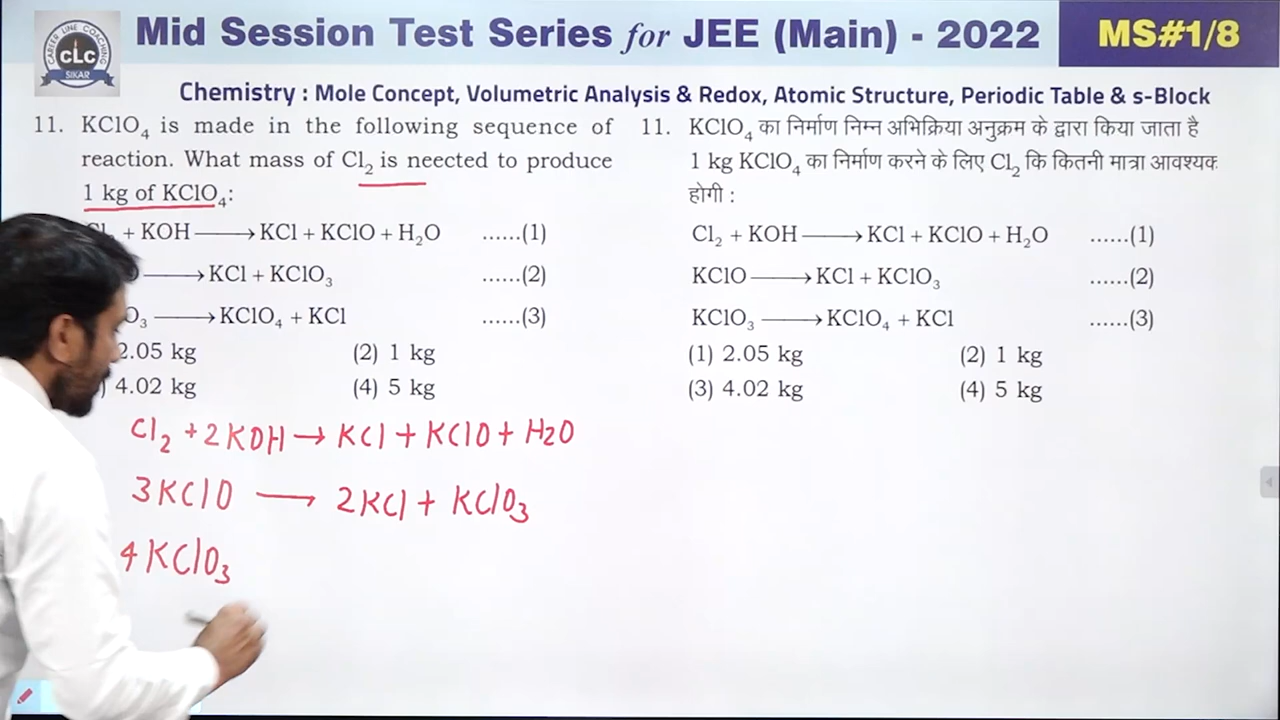 Mid Session Test Series for JEE (Main) - 2022
MS#1/8
CAREER LINE COACHING
CLC
SIKAR
Chemistry : Mole Concept, Volumetric Analysis & Redox, Atomic Structure, Periodic Table & s-Block
11. KClO₄ is made in the following sequence of
reaction. What mass of Cl₂ is neected to produce
1 kg of KClO₄:
+ KOH ⟶ KCl + KClO + H₂O ......(1)
⟶ KCl + KClO₃ ......(2)
O₃ ⟶ KClO₄ + KCl ......(3)
2.05 kg (2) 1 kg
) 4.02 kg (4) 5 kg
Cl₂ + 2KOH → KCl + KClO + H₂O
3KClO ⟶ 2KCl + KClO₃
4KClO₃
11. KClO₄ का निर्माण निम्न अभिक्रिया अनुक्रम के द्वारा किया जाता है
1 kg KClO₄ का निर्माण करने के लिए Cl₂ कि कितनी मात्रा आवश्यक
होगी :
Cl₂ + KOH ⟶ KCl + KClO + H₂O ......(1)
KClO ⟶ KCl + KClO₃ ......(2)
KClO₃ ⟶ KClO₄ + KCl ......(3)
(1) 2.05 kg (2) 1 kg
(3) 4.02 kg (4) 5 kg